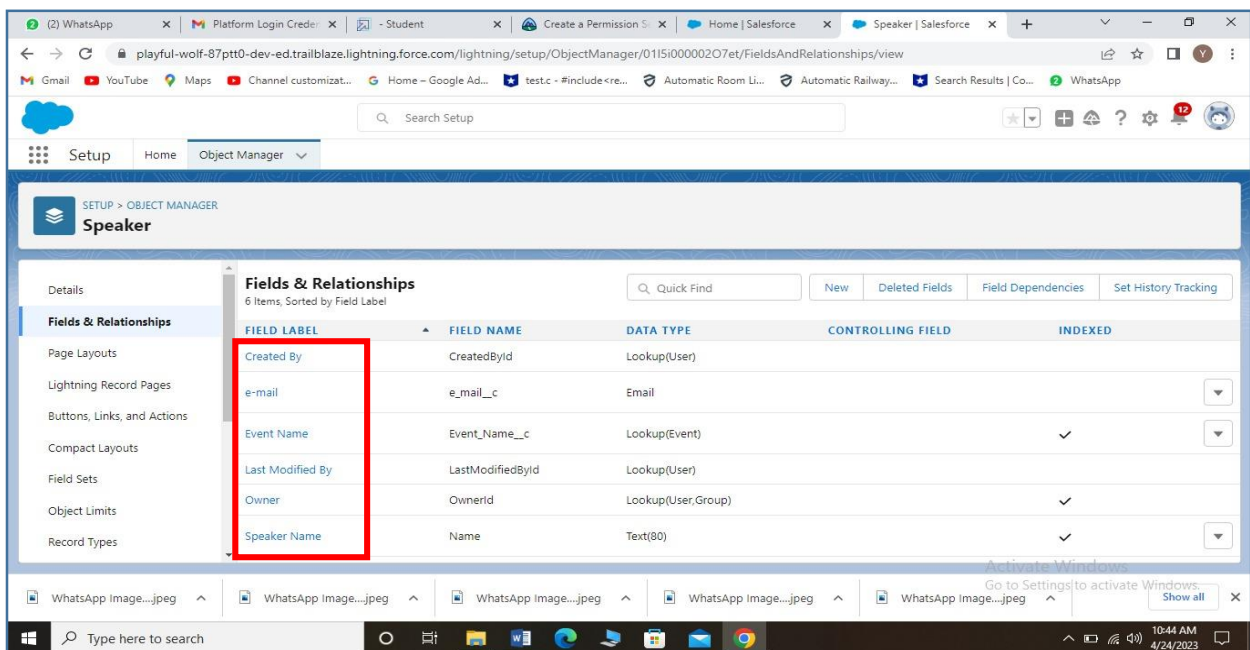 (2) WhatsApp
Platform Login Creder
- Student
Create a Permission S
Home | Salesforce
Speaker | Salesforce
playful-wolf-87ptt0-dev-ed.trailblaze.lightning.force.com/lightning/setup/ObjectManager/01I5i000002O7et/FieldsAndRelationships/view
Y
Gmail
YouTube
Maps
Channel customizat...
Home – Google Ad...
test.c - #include<re...
Automatic Room Li...
Automatic Railway...
Search Results | Co...
WhatsApp
Search Setup
12
Setup
Home
Object Manager
SETUP > OBJECT MANAGER
Speaker
Details
Fields & Relationships
Page Layouts
Lightning Record Pages
Buttons, Links, and Actions
Compact Layouts
Field Sets
Object Limits
Record Types
Fields & Relationships
6 Items, Sorted by Field Label
Quick Find
New
Deleted Fields
Field Dependencies
Set History Tracking
FIELD LABEL FIELD NAME DATA TYPE CONTROLLING FIELD INDEXED
Created By CreatedById Lookup(User)
e-mail e_mail__c Email
Event Name Event_Name__c Lookup(Event)
Last Modified By LastModifiedById Lookup(User)
Owner OwnerId Lookup(User,Group)
Speaker Name Name Text(80)
Activate Windows
Go to Settings to activate Windows.
WhatsApp Image....jpeg
WhatsApp Image....jpeg
WhatsApp Image....jpeg
WhatsApp Image....jpeg
WhatsApp Image....jpeg
Show all
Type here to search
10:44 AM
4/24/2023